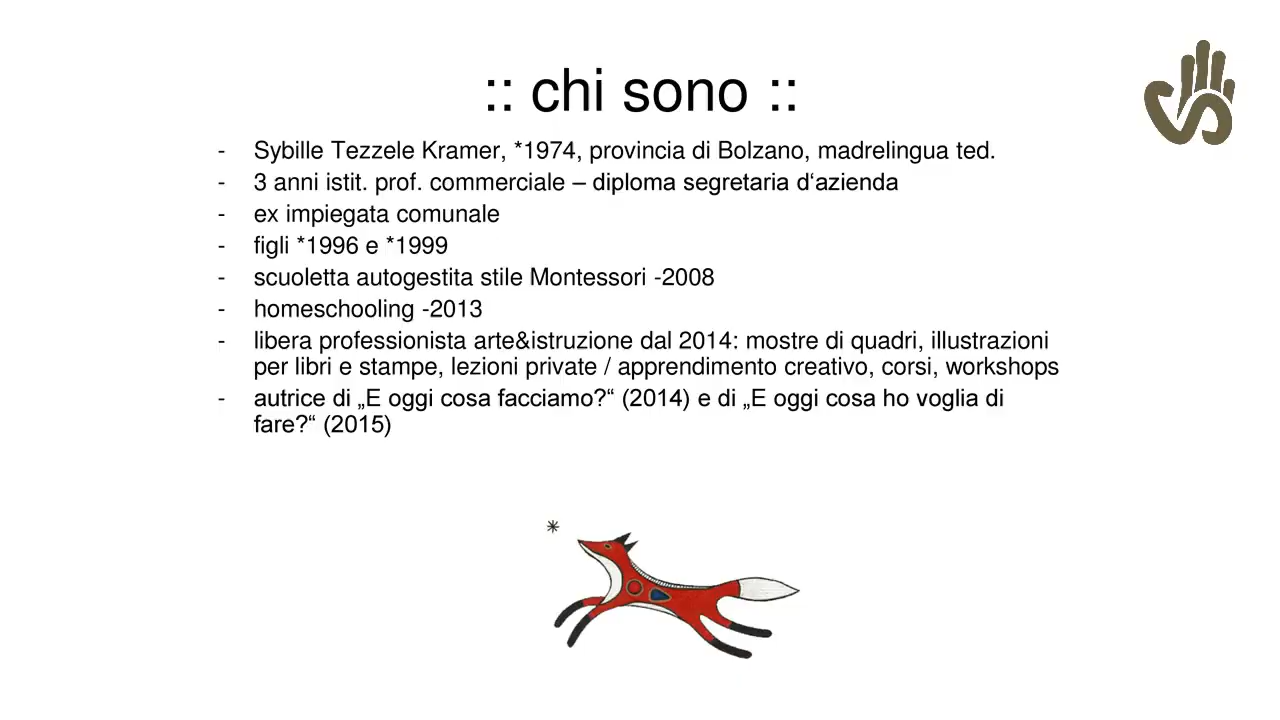 :: chi sono ::
- Sybille Tezzele Kramer, *1974, provincia di Bolzano, madrelingua ted.
- 3 anni istit. prof. commerciale – diploma segretaria d‘azienda
- ex impiegata comunale
- figli *1996 e *1999
- scuoletta autogestita stile Montessori -2008
- homeschooling -2013
- libera professionista arte&istruzione dal 2014: mostre di quadri, illustrazioni
per libri e stampe, lezioni private / apprendimento creativo, corsi, workshops
- autrice di „E oggi cosa facciamo?“ (2014) e di „E oggi cosa ho voglia di
fare?“ (2015)